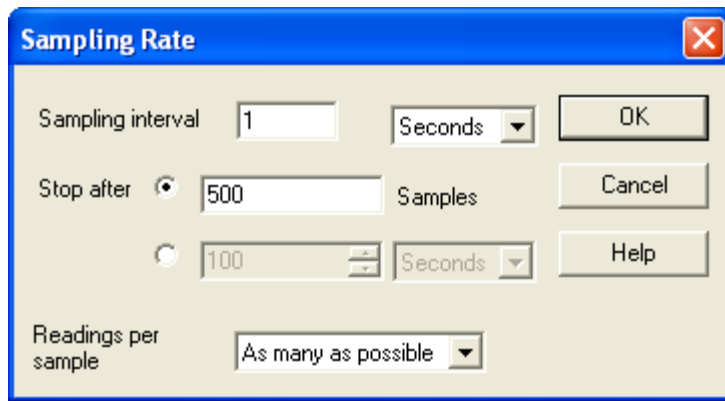 Sampling Rate
Sampling interval 1 Seconds OK
Stop after 500 Samples Cancel
100 Seconds Help
Readings per
sample As many as possible